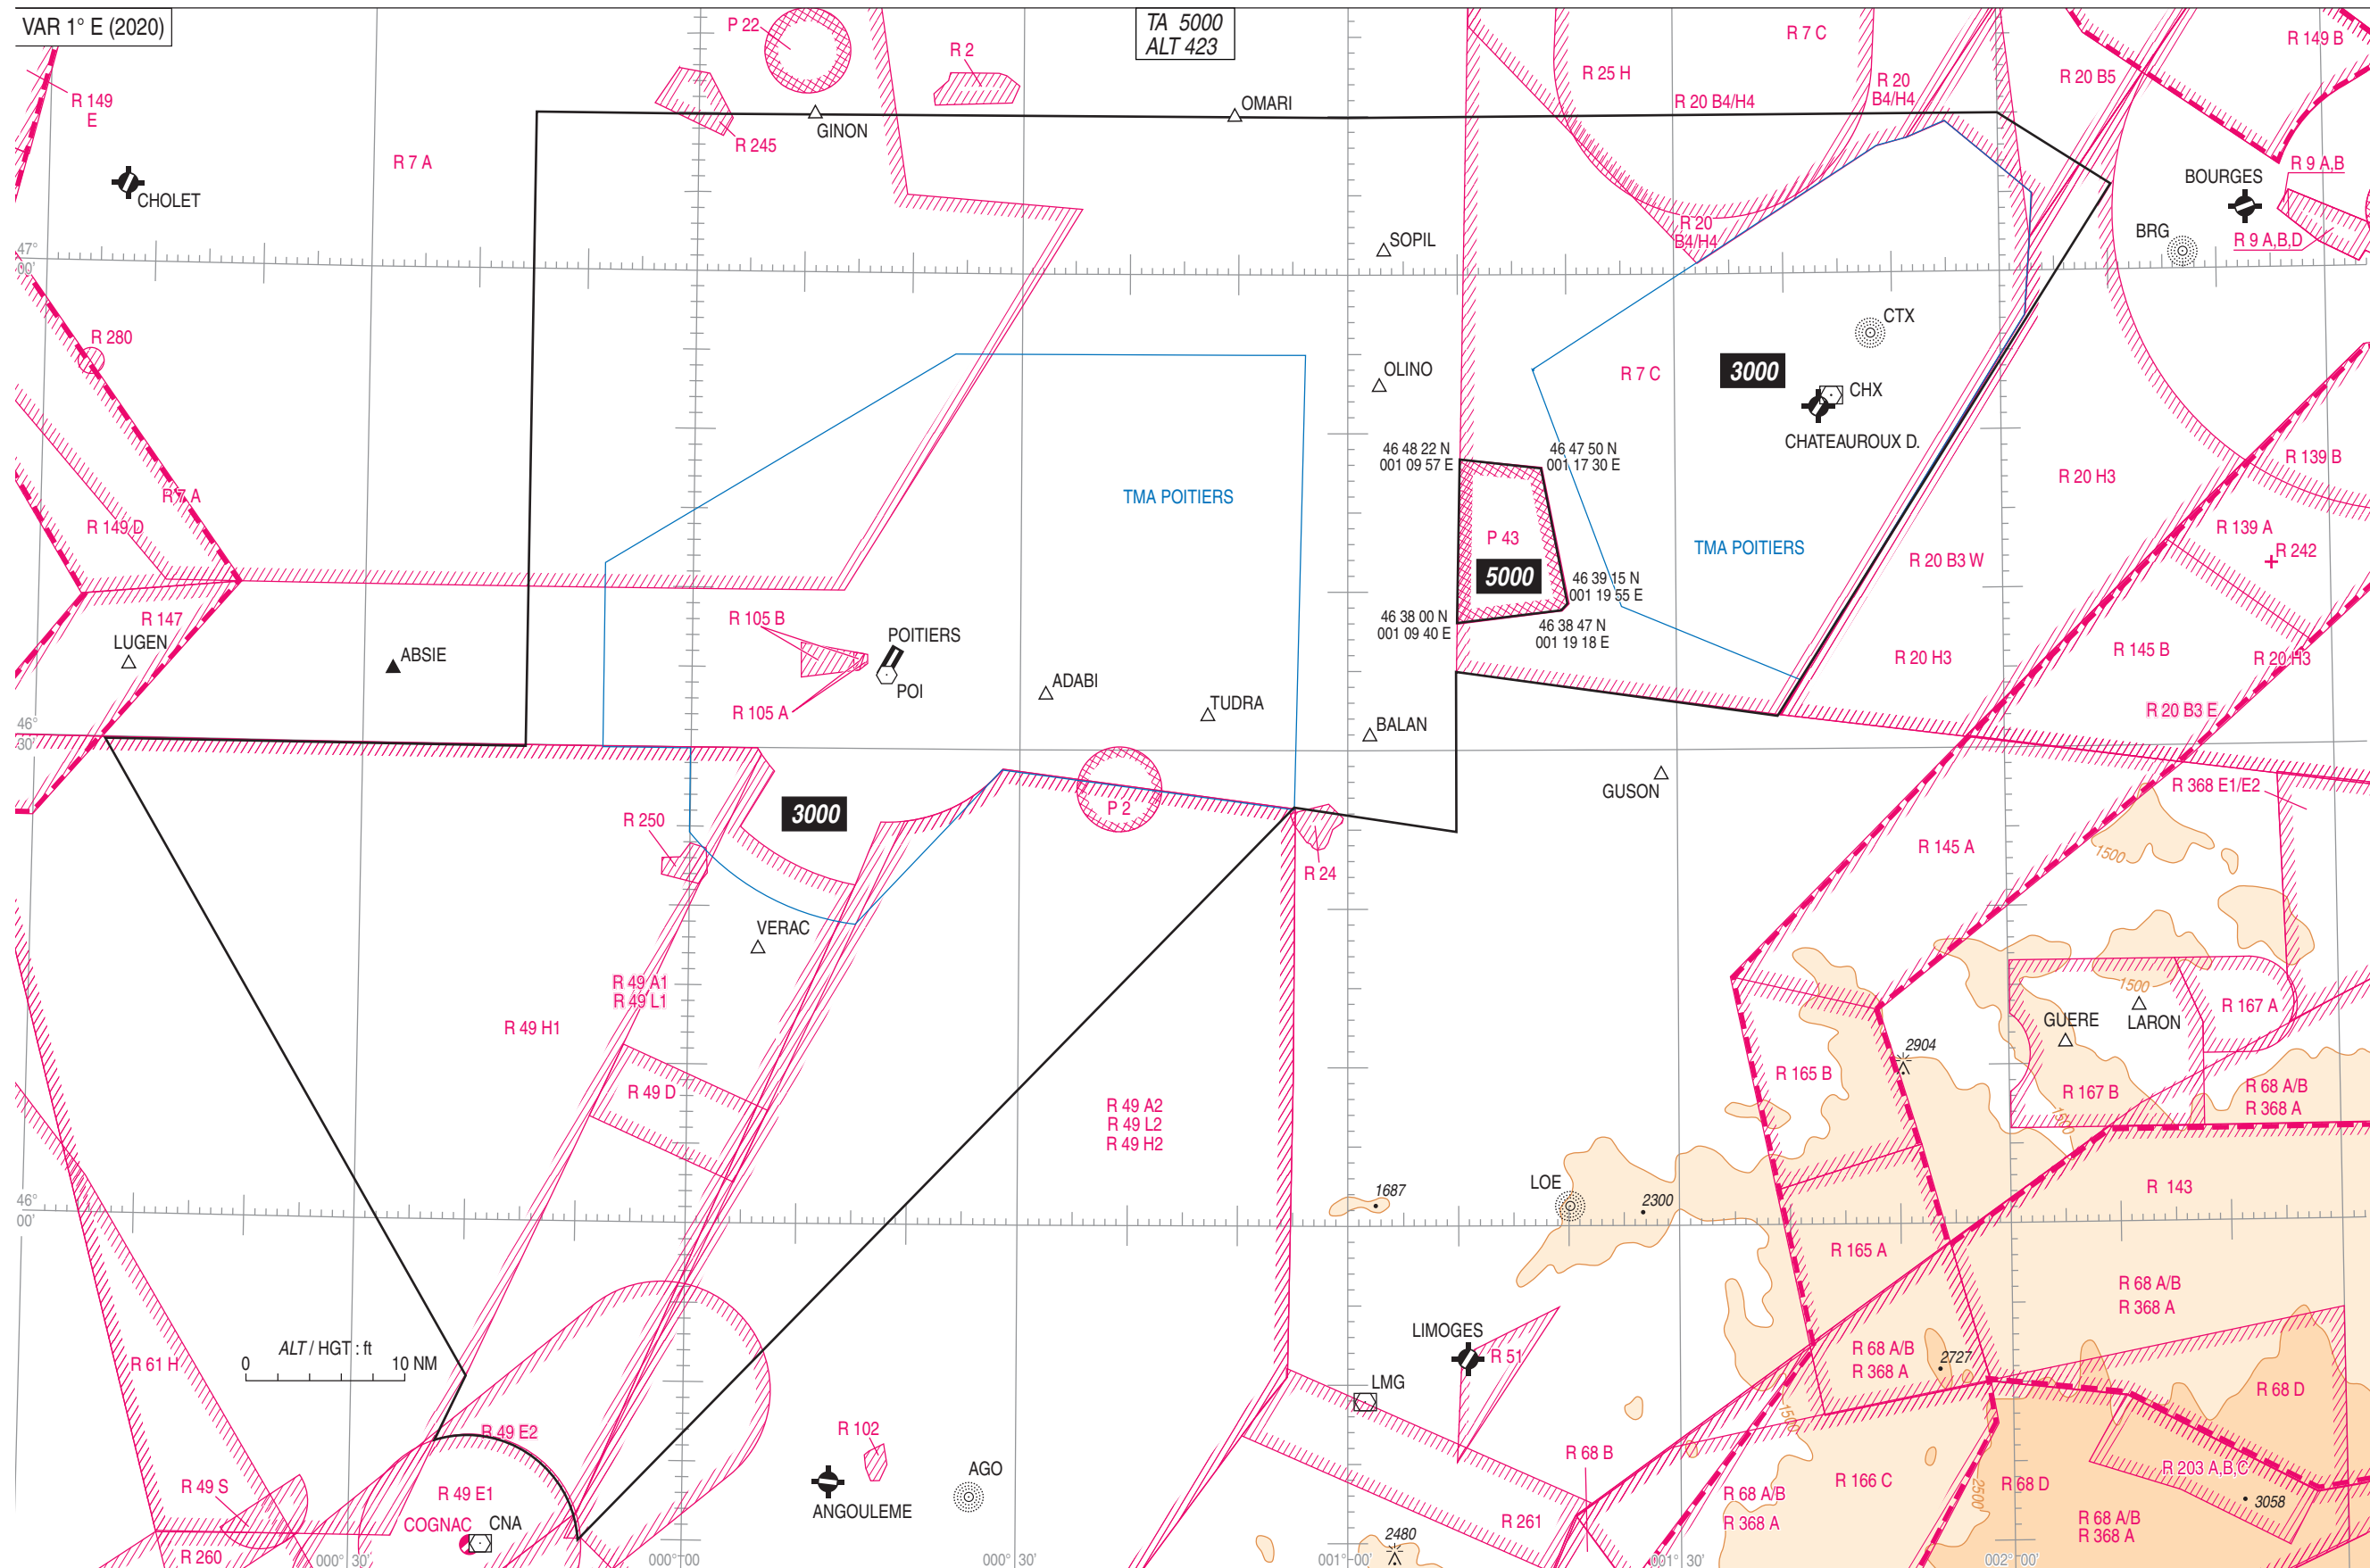 VAR 1° E (2020)
P 22
R 2
TA 5000
ALT 423
R 25 H
R 7 C
R 20
B4/H4
R 20 B4/H4
R 20 B5
R 149 B
R 149
E
CHOLET
R 7 A
R 245
GINON
OMARI
SOPIL
R 20
B4/H4
BOURGES
BRG
R 9 A,B
R 9 A,B,D
47°
00'
R 280
OLINO
CTX
R 7 C
3000
CHX
CHATEAUROUX D.
46 48 22 N
001 09 57 E
46 47 50 N
001 17 30 E
R 139 B
R 20 H3
R 7 A
R 149 D
TMA POITIERS
P 43
5000
TMA POITIERS
R 139 A
R 242
R 20 B3 W
46 39 15 N
001 19 55 E
46 38 00 N
001 09 40 E
46 38 47 N
001 19 18 E
R 147
LUGEN
ABSIE
R 105 B
POITIERS
POI
R 105 A
ADABI
TUDRA
BALAN
R 20 H3
R 145 B
R 20 H3
R 20 B3 E
46°
30'
GUSON
R 368 E1/E2
3000
R 250
P 2
R 24
R 145 A
1500
VERAC
R 49 A1
R 49 L1
R 49 H1
R 49 D
R 49 A2
R 49 L2
R 49 H2
1500
R 167 A
GUERE
LARON
2904
R 165 B
R 167 B
1500
R 68 A/B
R 368 A
46°
00'
1687
LOE
2300
R 143
R 165 A
R 68 A/B
R 368 A
ALT / HGT : ft
0 10 NM
R 61 H
LIMOGES
R 51
LMG
R 68 A/B
R 368 A
2727
R 68 D
1500
R 49 E2
R 102
R 68 B
R 49 S
R 49 E1
COGNAC
CNA
AGO
ANGOULEME
R 261
R 68 A/B
R 368 A
R 166 C
2500
R 68 D
R 203 A,B,C
3058
R 68 A/B
R 368 A
2480
R 260
000° 30'
000° 00'
000° 30'
001° 00'
001° 30'
002° 00'